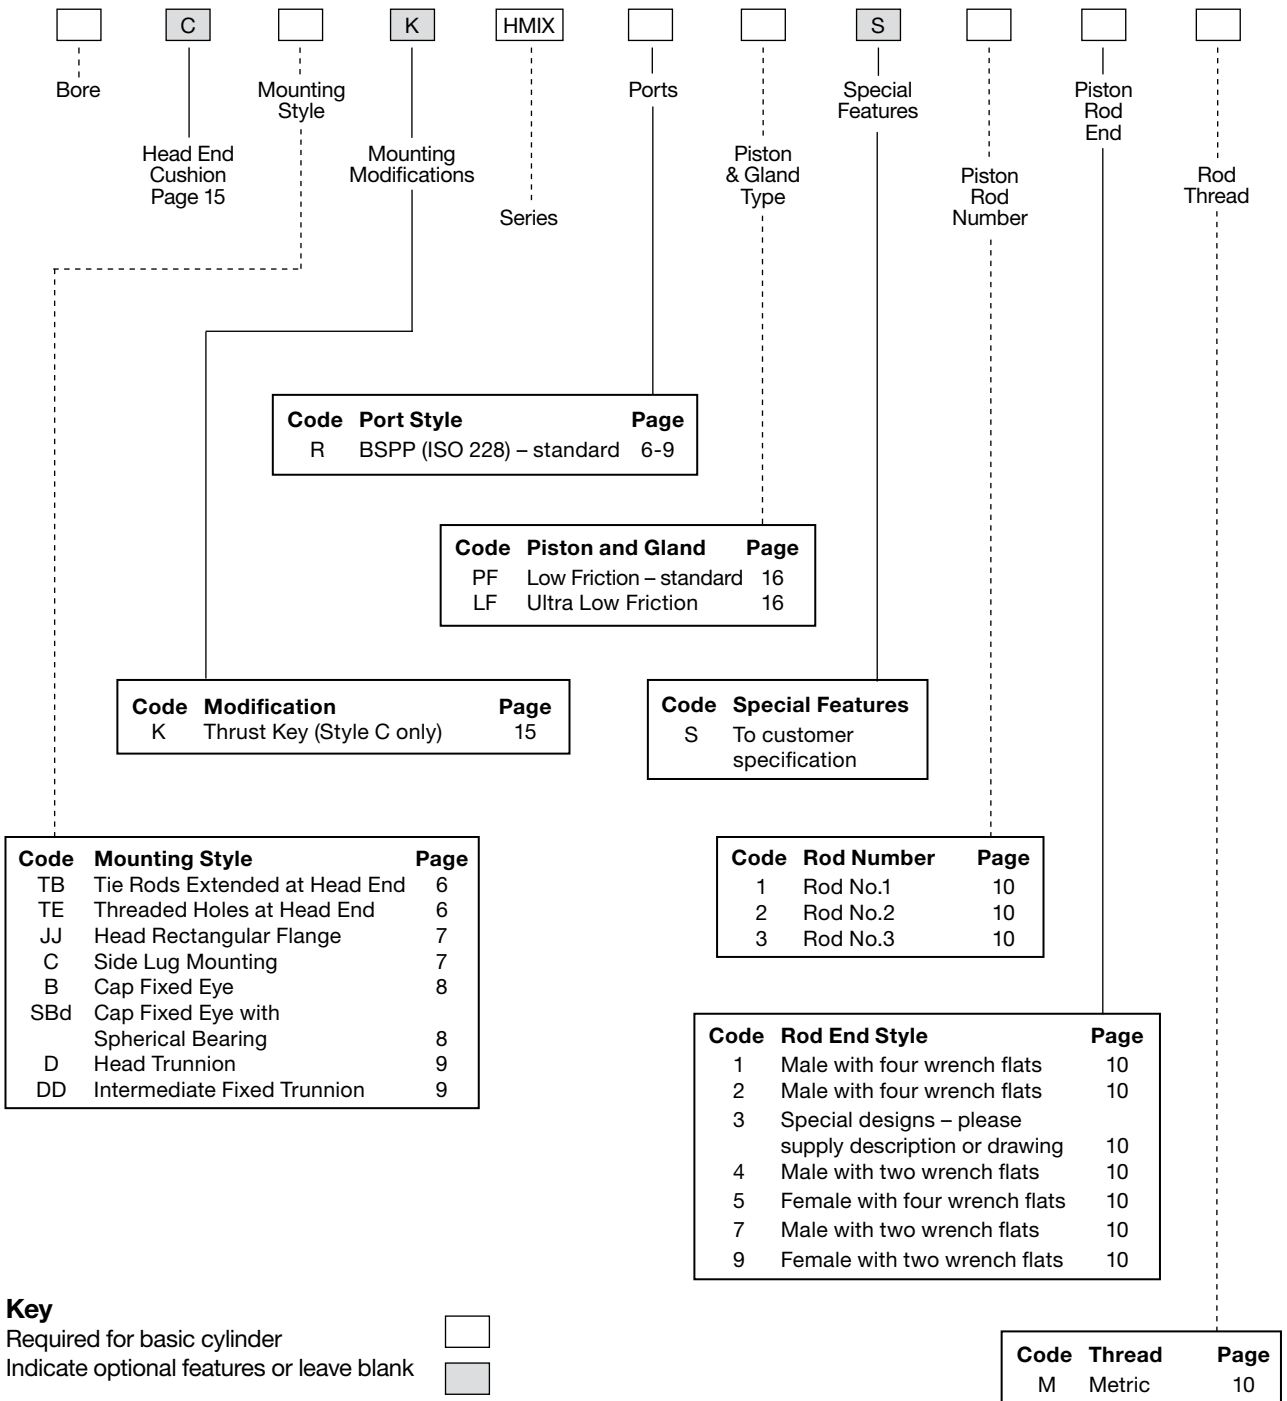 C K HMIX S
Bore Mounting Ports Special Piston
Style Features Rod
End
Head End Mounting Piston Piston Rod
Cushion Modifications & Gland Rod Thread
Page 15 Type Number
Series
Code Port Style Page
R BSPP (ISO 228) – standard 6-9
Code Piston and Gland Page
PF Low Friction – standard 16
LF Ultra Low Friction 16
Code Modification Page
K Thrust Key (Style C only) 15
Code Special Features
S To customer
specification
Code Mounting Style Page
TB Tie Rods Extended at Head End 6
TE Threaded Holes at Head End 6
JJ Head Rectangular Flange 7
C Side Lug Mounting 7
B Cap Fixed Eye 8
SBd Cap Fixed Eye with
Spherical Bearing 8
D Head Trunnion 9
DD Intermediate Fixed Trunnion 9
Code Rod Number Page
1 Rod No.1 10
2 Rod No.2 10
3 Rod No.3 10
Code Rod End Style Page
1 Male with four wrench flats 10
2 Male with four wrench flats 10
3 Special designs – please
supply description or drawing 10
4 Male with two wrench flats 10
5 Female with four wrench flats 10
7 Male with two wrench flats 10
9 Female with two wrench flats 10
Key
Required for basic cylinder
Indicate optional features or leave blank
Code Thread Page
M Metric 10